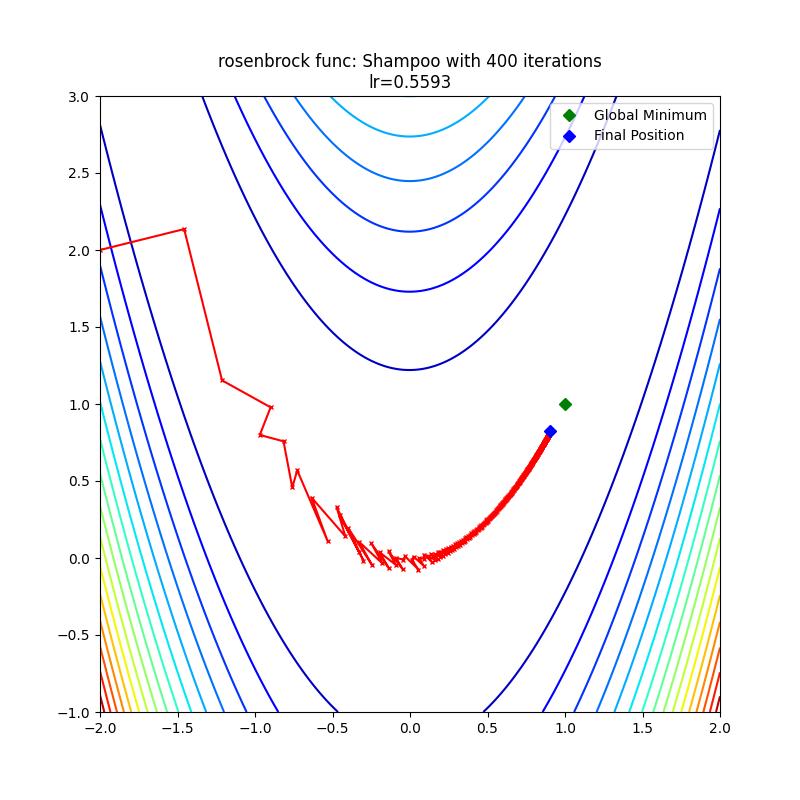 rosenbrock func: Shampoo with 400 iterations
lr=0.5593
Global Minimum
Final Position
3.0
2.5
2.0
1.5
1.0
0.5
0.0
−0.5
−1.0
−2.0 −1.5 −1.0 −0.5 0.0 0.5 1.0 1.5 2.0